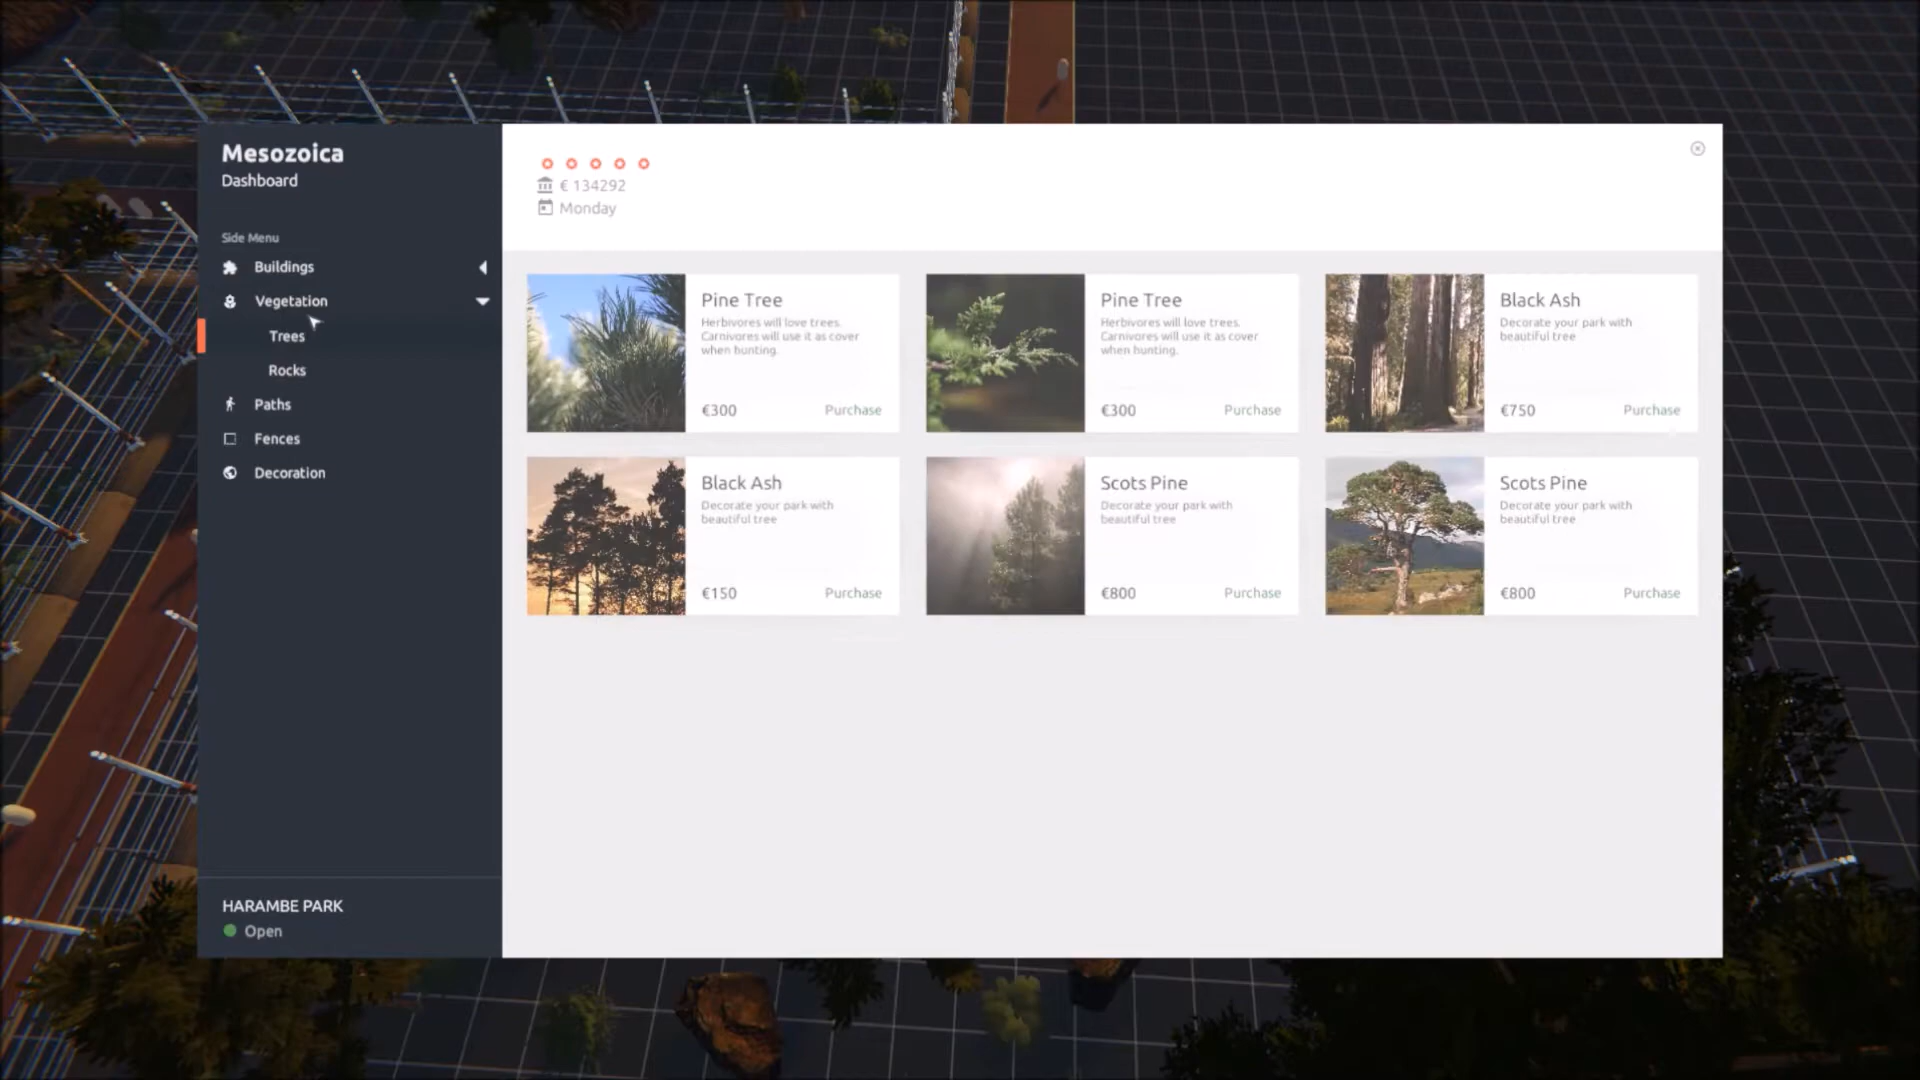 Mesozoica
Dashboard
Side Menu
Buildings
Vegetation
Trees
Rocks
Paths
Fences
Decoration
HARAMBE PARK
Open
€ 134292
Monday
Pine Tree
Herbivores will love trees.
Carnivores will use it as cover
when hunting.
€300 Purchase
Pine Tree
Herbivores will love trees.
Carnivores will use it as cover
when hunting.
€300 Purchase
Black Ash
Decorate your park with
beautiful tree
€750 Purchase
Black Ash
Decorate your park with
beautiful tree
€150 Purchase
Scots Pine
Decorate your park with
beautiful tree
€800 Purchase
Scots Pine
Decorate your park with
beautiful tree
€800 Purchase